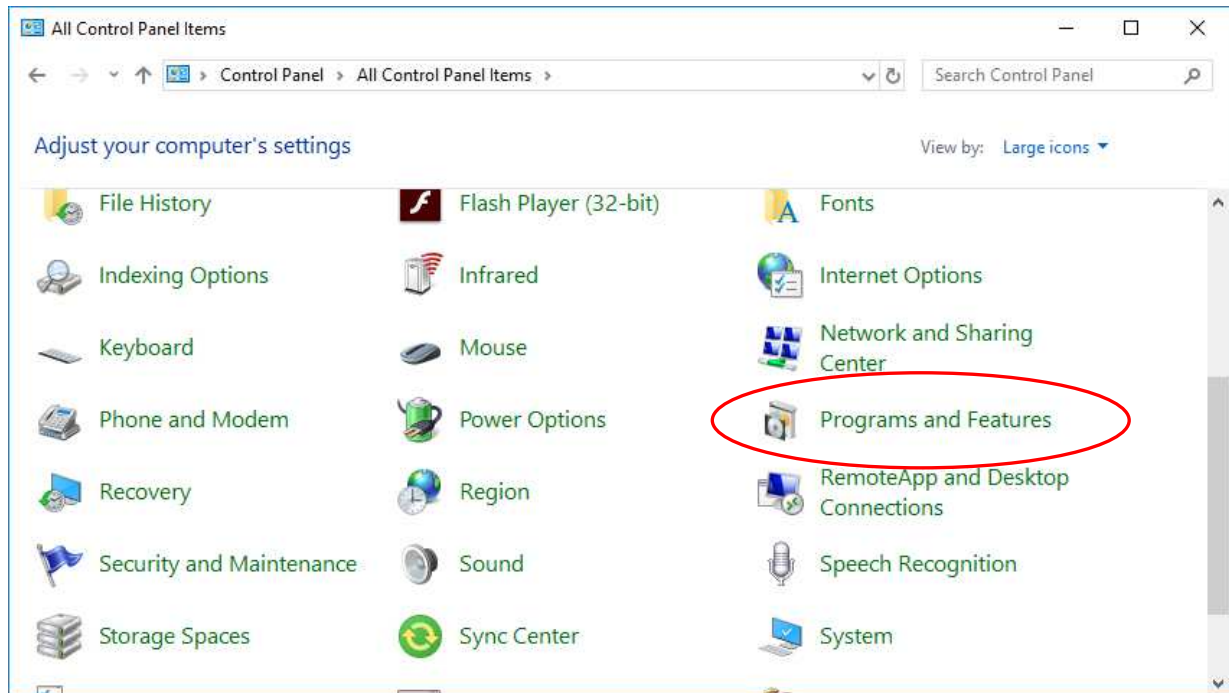 All Control Panel Items
Control Panel > All Control Panel Items >
Search Control Panel
Adjust your computer's settings
View by: Large icons
File History
Flash Player (32-bit)
Fonts
Indexing Options
Infrared
Internet Options
Keyboard
Mouse
Network and Sharing
Center
Phone and Modem
Power Options
Programs and Features
Recovery
Region
RemoteApp and Desktop
Connections
Security and Maintenance
Sound
Speech Recognition
Storage Spaces
Sync Center
System